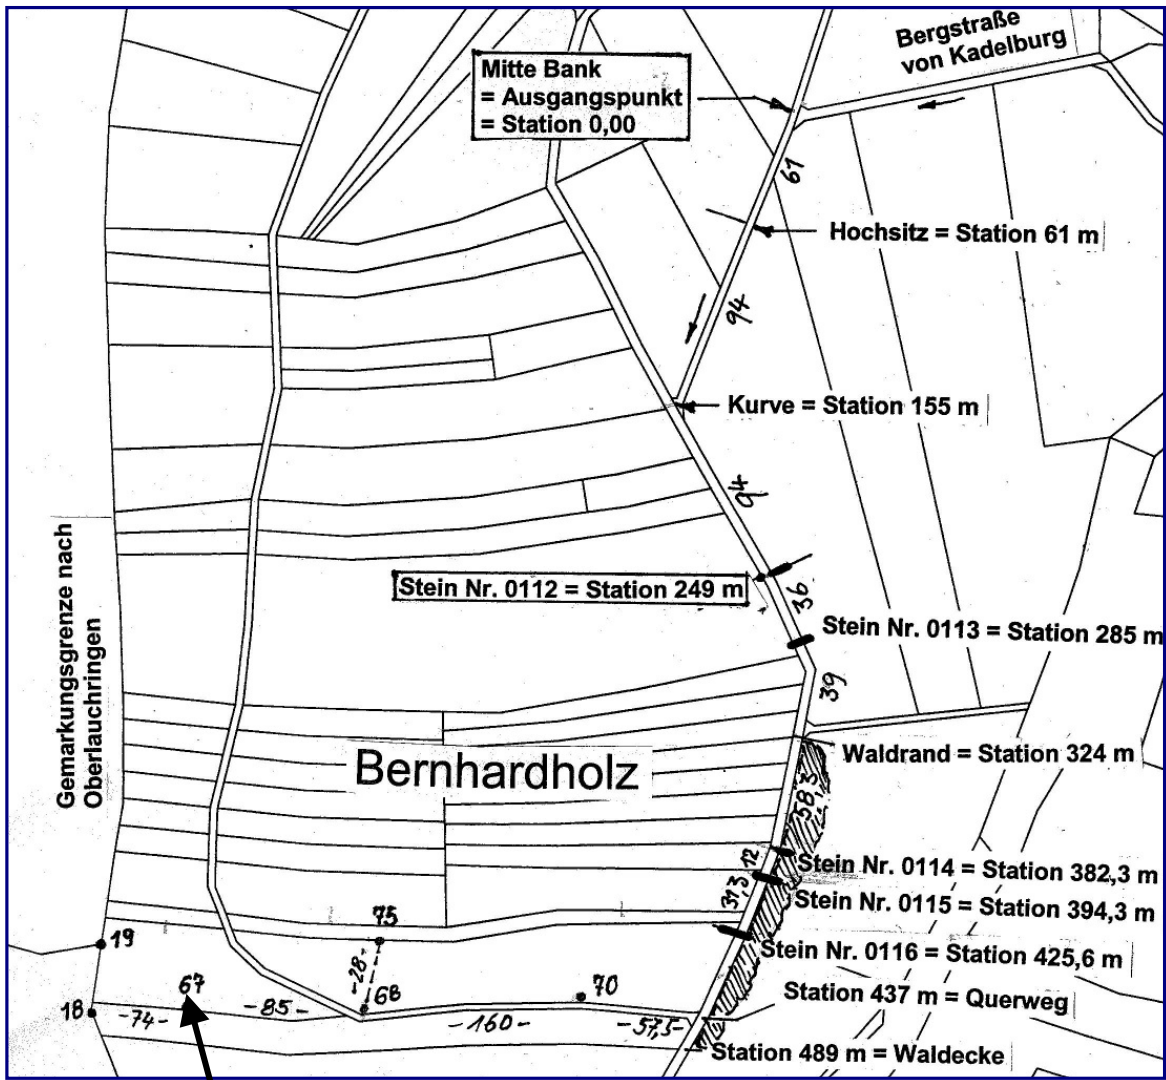 Bergstraße
von Kadelburg
Mitte Bank
= Ausgangspunkt
= Station 0,00
61
Hochsitz = Station 61 m
94
Kurve = Station 155 m
94
Stein Nr. 0112 = Station 249 m
36
Stein Nr. 0113 = Station 285 m
39
Gemarkungsgrenze nach
Oberlauchringen
Waldrand = Station 324 m
Bernhardholz
58,3
12
Stein Nr. 0114 = Station 382,3 m
31,3
Stein Nr. 0115 = Station 394,3 m
75
19
Stein Nr. 0116 = Station 425,6 m
-28-
67
68
70
Station 437 m = Querweg
18
-74-
-85-
-160-
-57,5-
Station 489 m = Waldecke